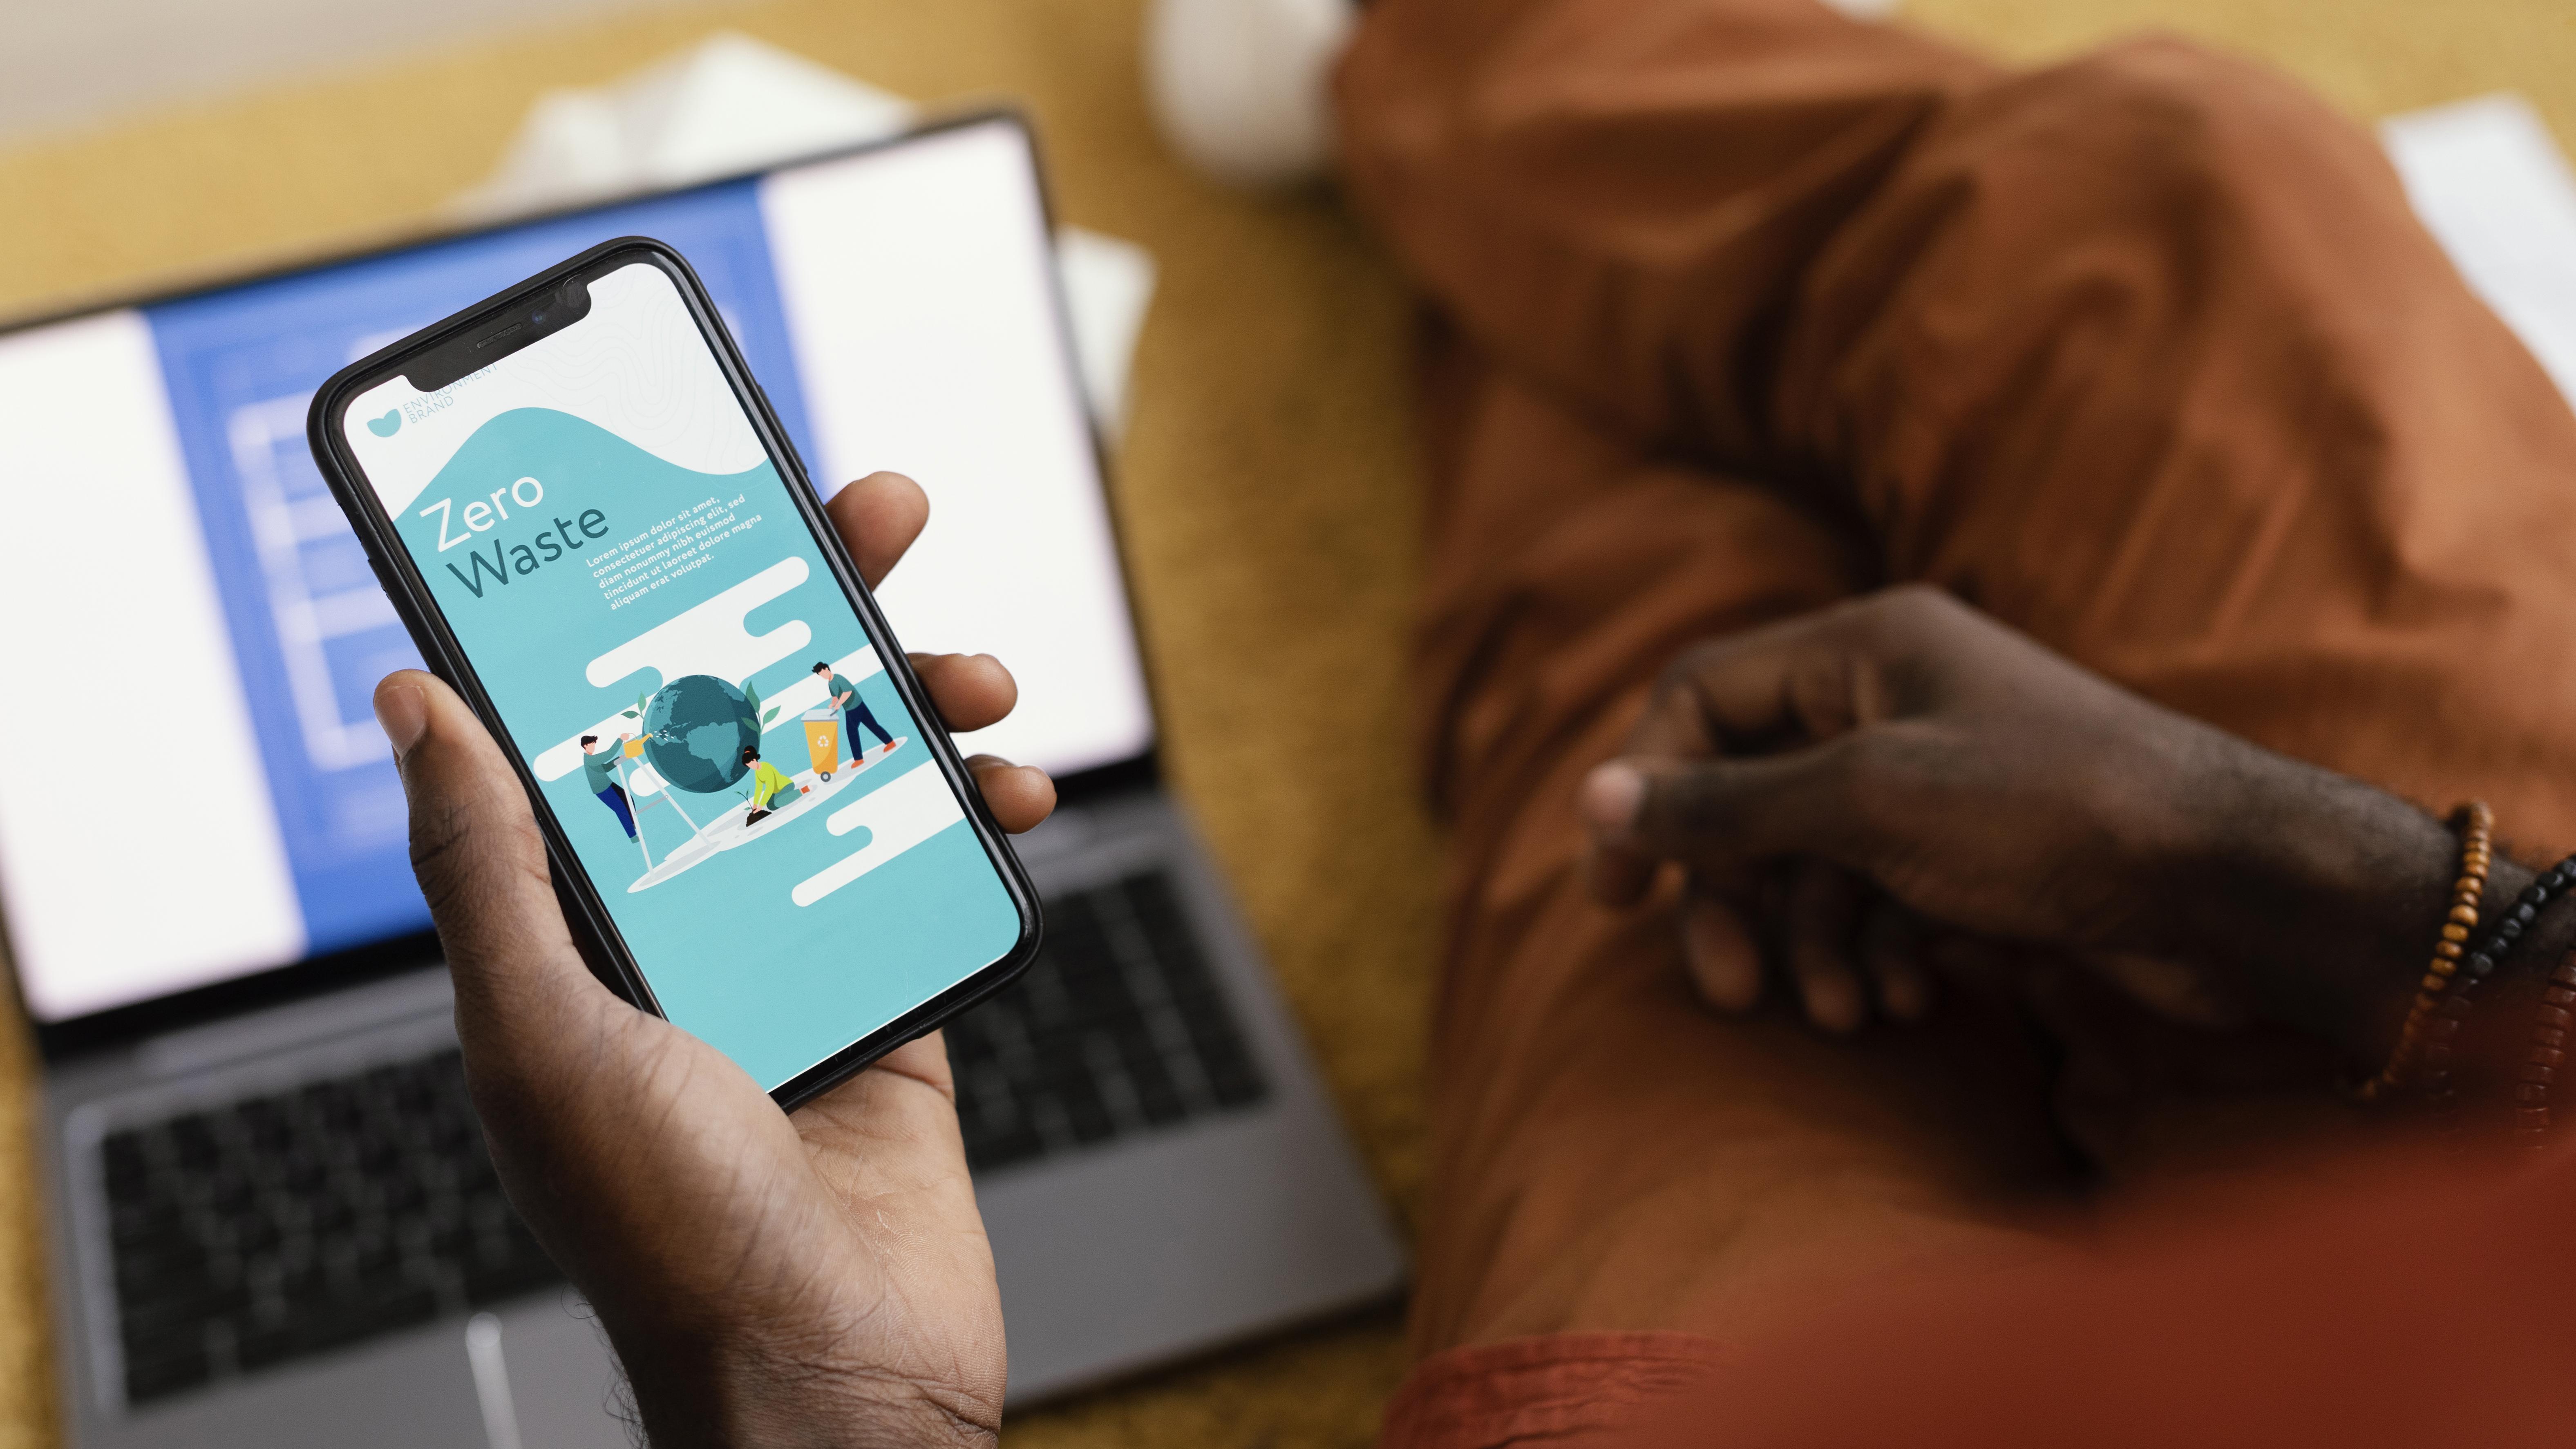 ENVIRONMENT
BRAND
Zero
Waste
Lorem ipsum dolor sit amet,
consectetuer adipiscing elit, sed
diam nonummy nibh euismod
tincidunt ut laoreet dolore magna
aliquam erat volutpat.